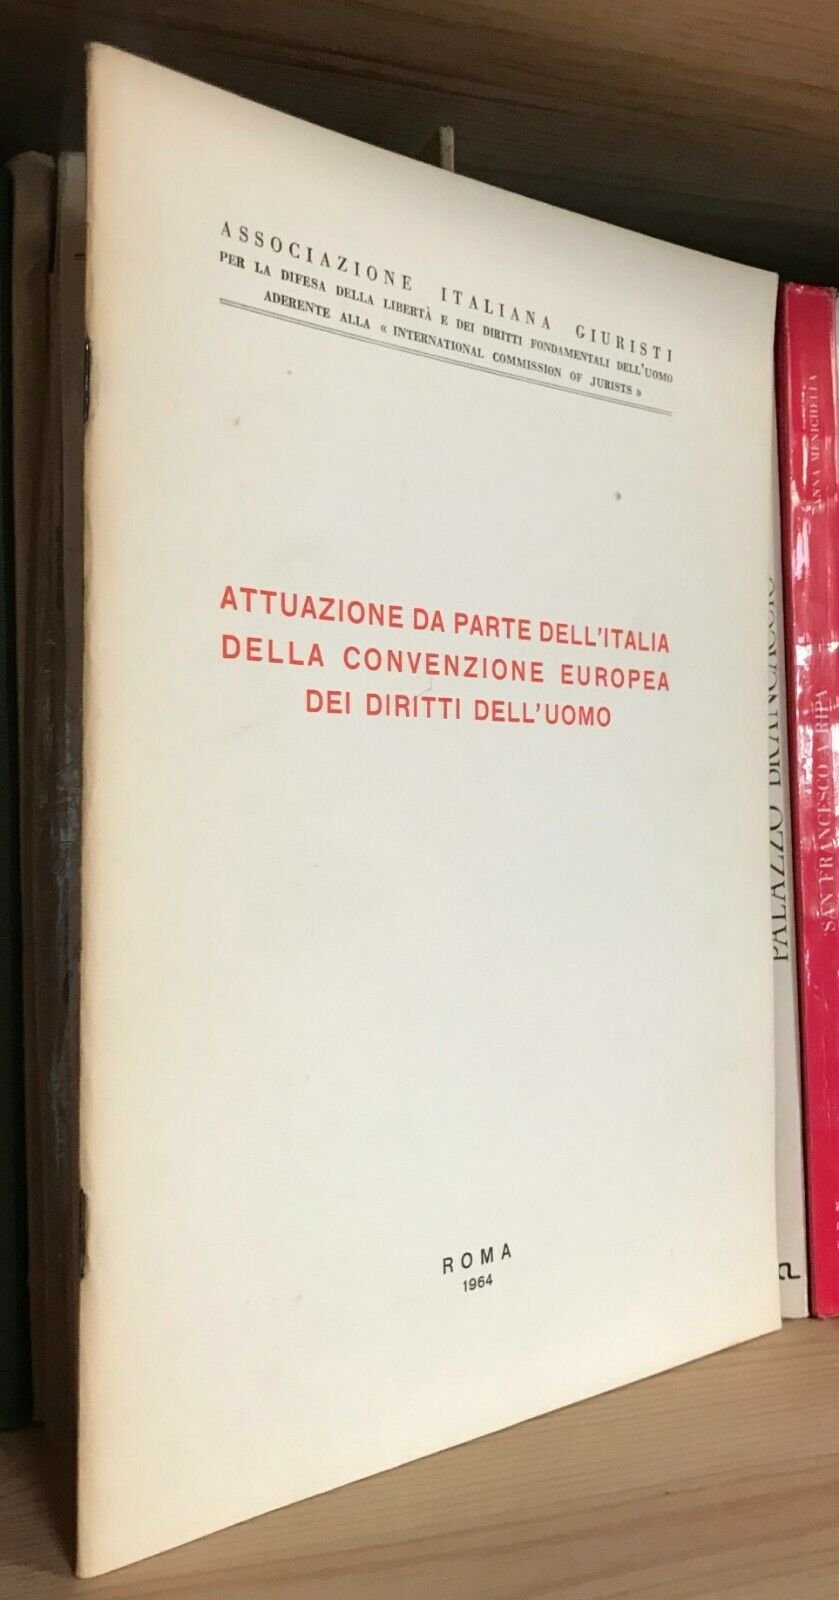 ASSOCIAZIONE ITALIANA GIURISTI
PER LA DIFESA DELLA LIBERTÀ E DEI DIRITTI FONDAMENTALI DELL'UOMO
ADERENTE ALLA « INTERNATIONAL COMMISSION OF JURISTS »
ATTUAZIONE DA PARTE DELL'ITALIA
DELLA CONVENZIONE EUROPEA
DEI DIRITTI DELL'UOMO
ROMA
1964
PALAZZO BRANCACCIO
ANNA MENICHELLA
SAN FRANCESCO A RIPA